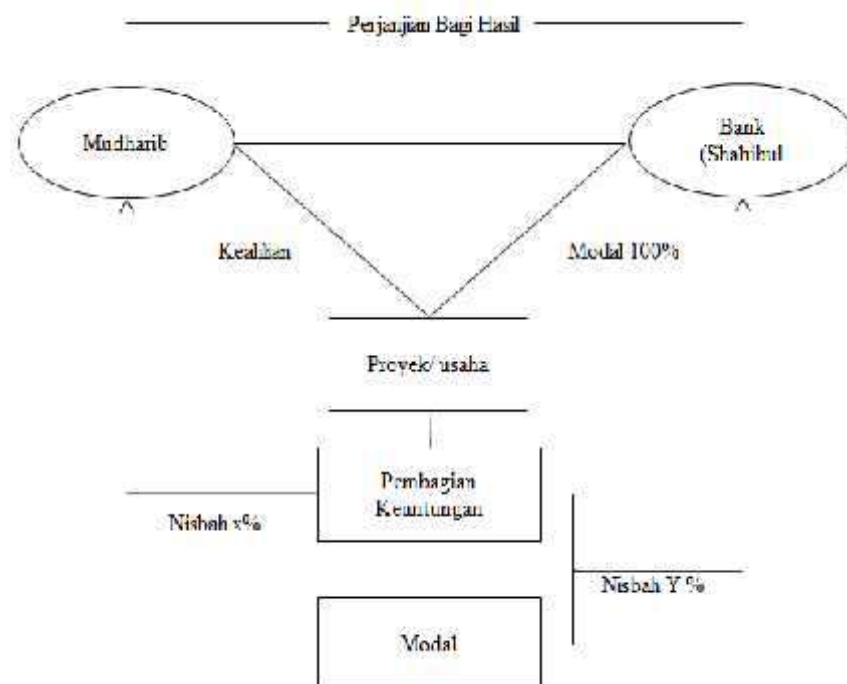 Perjanjian Bagi Hasil
Mudharib
Bank
(Shahibul
Keahlian
Modal 100%
Proyek/ usaha
Pembagian
Keuntungan
Nisbah x%
Nisbah Y %
Modal